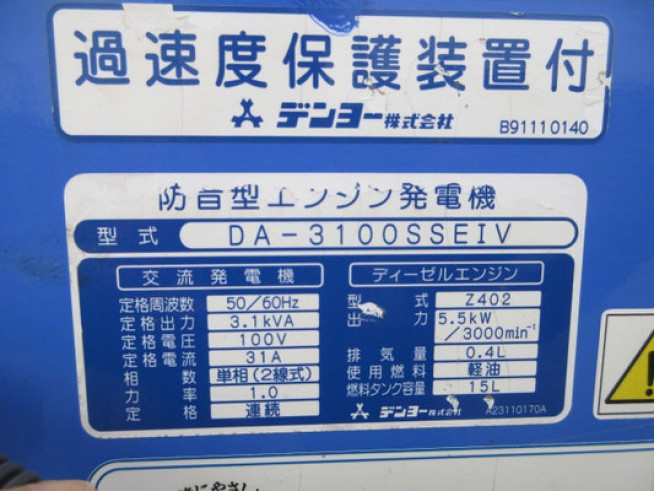 過速度保護装置付
デンヨー株式会社 B91110140
防音型エンジン発電機
型式 DA-3100SSEIV
交流発電機
定格周波数 50/60Hz
定格出力 3.1kVA
定格電圧 100V
定格電流 31A
相数 単相(2線式)
力率 1.0
定格 連続
ディーゼルエンジン
型式 Z402
出力 5.5kW
/3000min⁻¹
排気量 0.4L
使用燃料 軽油
燃料タンク容量 15L
デンヨー株式会社 A23110170A
にやさし